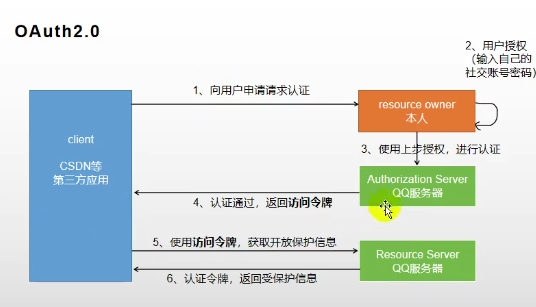 OAuth2.0
2、用户授权
（输入自己的
社交账号密码）
1、向用户申请请求认证
resource owner
本人
client
CSDN等
第三方应用
3、使用上步授权，进行认证
Authorization Server
QQ服务器
4、认证通过，返回访问令牌
5、使用访问令牌，获取开放保护信息
Resource Server
QQ服务器
6、认证令牌，返回受保护信息